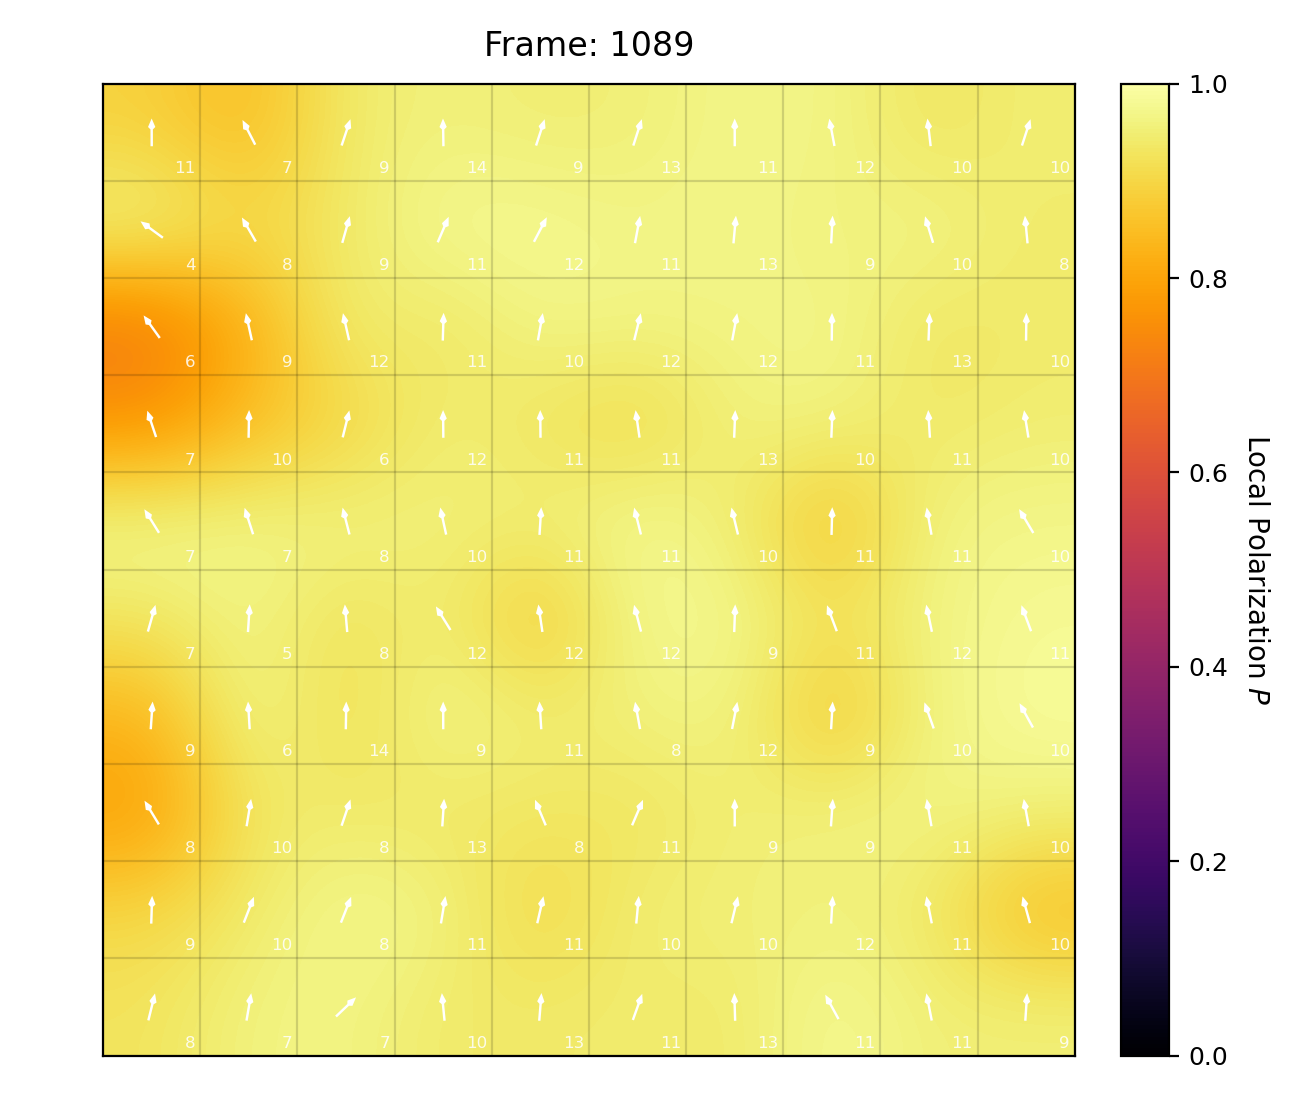 Frame: 1089
11 7 9 14 9 13 11 12 10 10
4 8 9 11 12 11 13 9 10 8
6 9 12 11 10 12 12 11 13 10
7 10 6 12 11 11 13 10 11 10
7 7 8 10 11 11 10 11 11 10
7 5 8 12 12 12 9 11 12 11
9 6 14 9 11 8 12 9 10 10
8 10 8 13 8 11 9 9 11 10
9 10 8 11 11 10 10 12 11 10
8 7 7 10 13 11 13 11 11 9
1.0
0.8
0.6
0.4
0.2
0.0
Local Polarization P